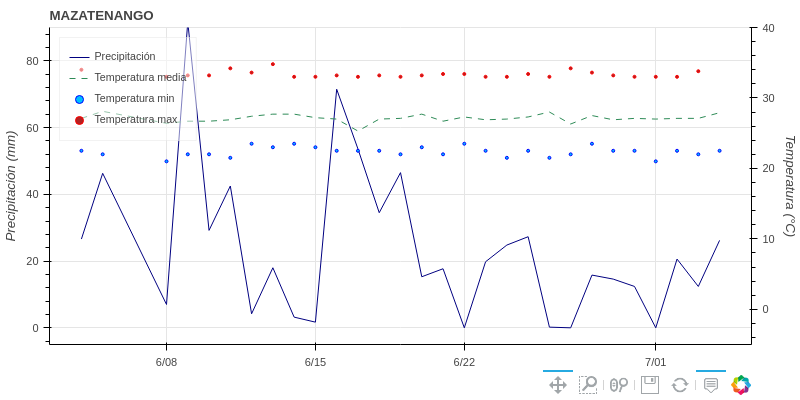 MAZATENANGO
Precipitación
Temperatura media
Temperatura min
Temperatura max
Precipitación (mm)
80
60
40
20
0
Temperatura (°C)
40
30
20
10
0
6/08
6/15
6/22
7/01